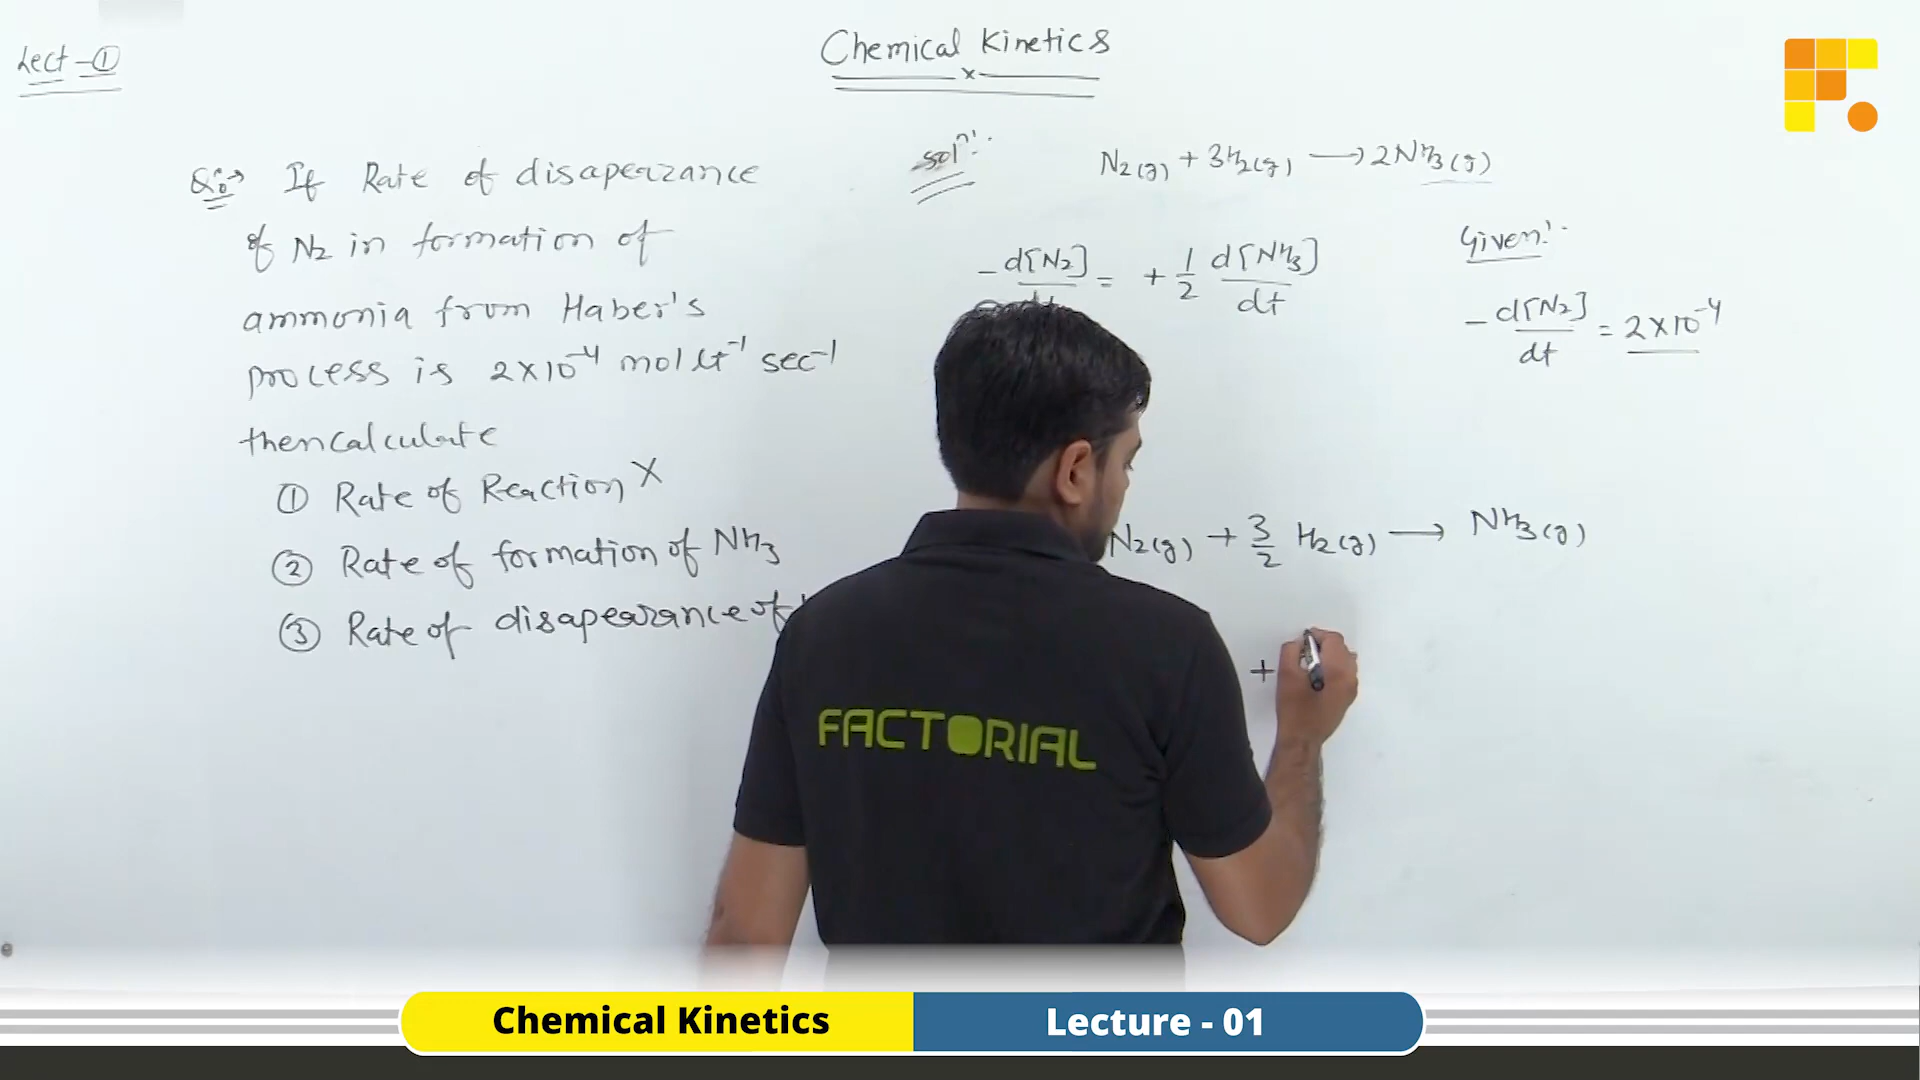 Lect-①
Chemical Kinetics
x
Q:→ If Rate of disaperrance
of N₂ in formation of
ammonia from Haber's
process is 2×10⁻⁴ mol lt⁻¹ sec⁻¹
then calculate
① Rate of Reaction X
② Rate of formation of NH₃
③ Rate of disaperrance of
solⁿ:-
N₂(g) + 3H₂(g) → 2NH₃(g)
-d[N₂]/dt = +1/2 d[NH₃]/dt
Given:-
-d[N₂]/dt = 2×10⁻⁴
N₂(g) + 3/2 H₂(g) → NH₃(g)
+
FACTORIAL
Chemical Kinetics
Lecture - 01